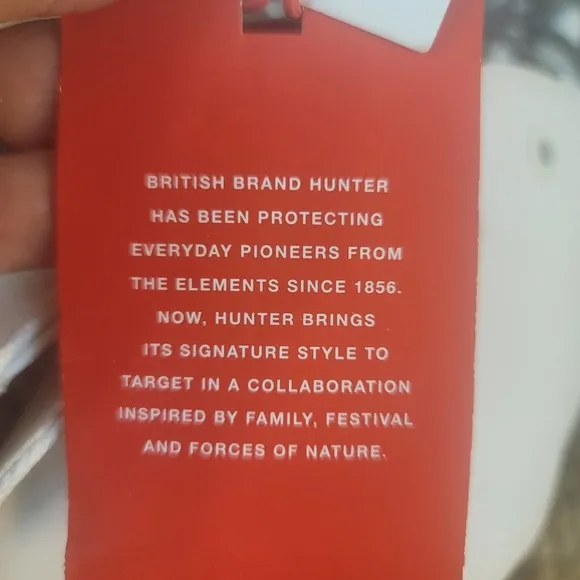 BRITISH BRAND HUNTER
HAS BEEN PROTECTING
EVERYDAY PIONEERS FROM
THE ELEMENTS SINCE 1856.
NOW, HUNTER BRINGS
ITS SIGNATURE STYLE TO
TARGET IN A COLLABORATION
INSPIRED BY FAMILY, FESTIVAL
AND FORCES OF NATURE.